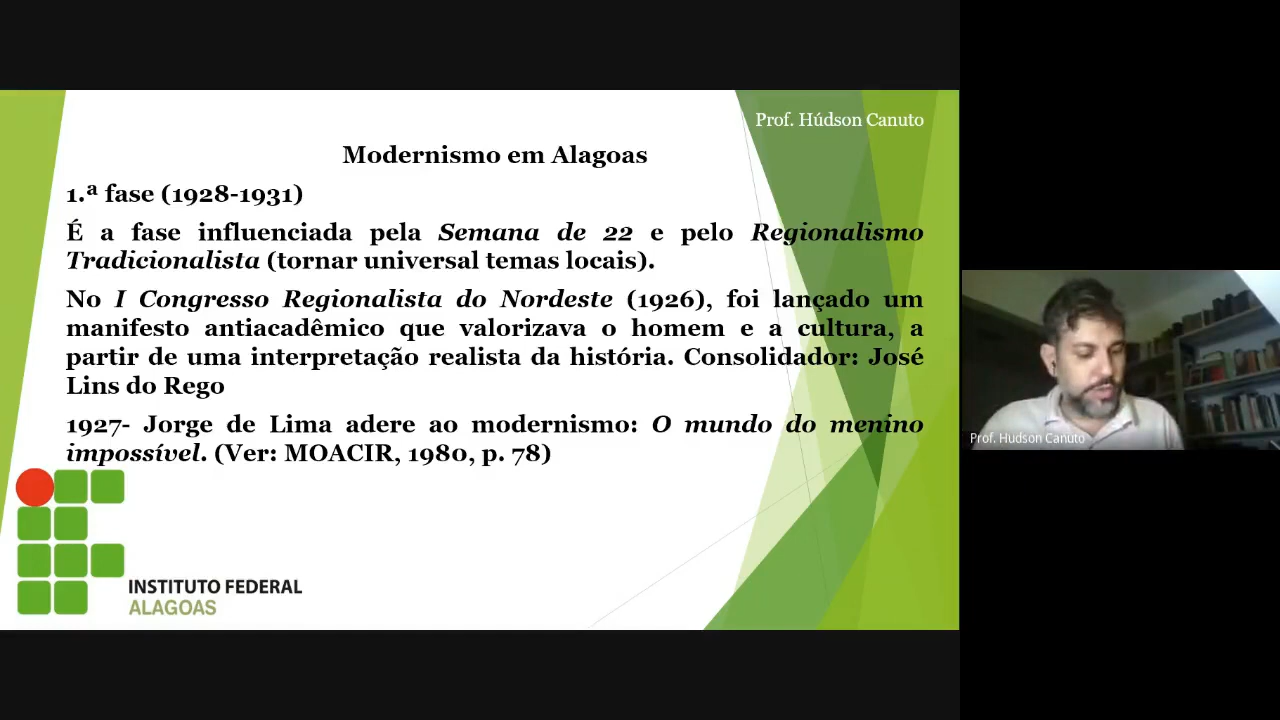 Prof. Húdson Canuto
Modernismo em Alagoas
1.ª fase (1928-1931)
É a fase influenciada pela Semana de 22 e pelo Regionalismo
Tradicionalista (tornar universal temas locais).
No I Congresso Regionalista do Nordeste (1926), foi lançado um
manifesto antiacadêmico que valorizava o homem e a cultura, a
partir de uma interpretação realista da história. Consolidador: José
Lins do Rego
1927- Jorge de Lima adere ao modernismo: O mundo do menino
impossível. (Ver: MOACIR, 1980, p. 78)
INSTITUTO FEDERAL
ALAGOAS
Prof. Hudson Canuto